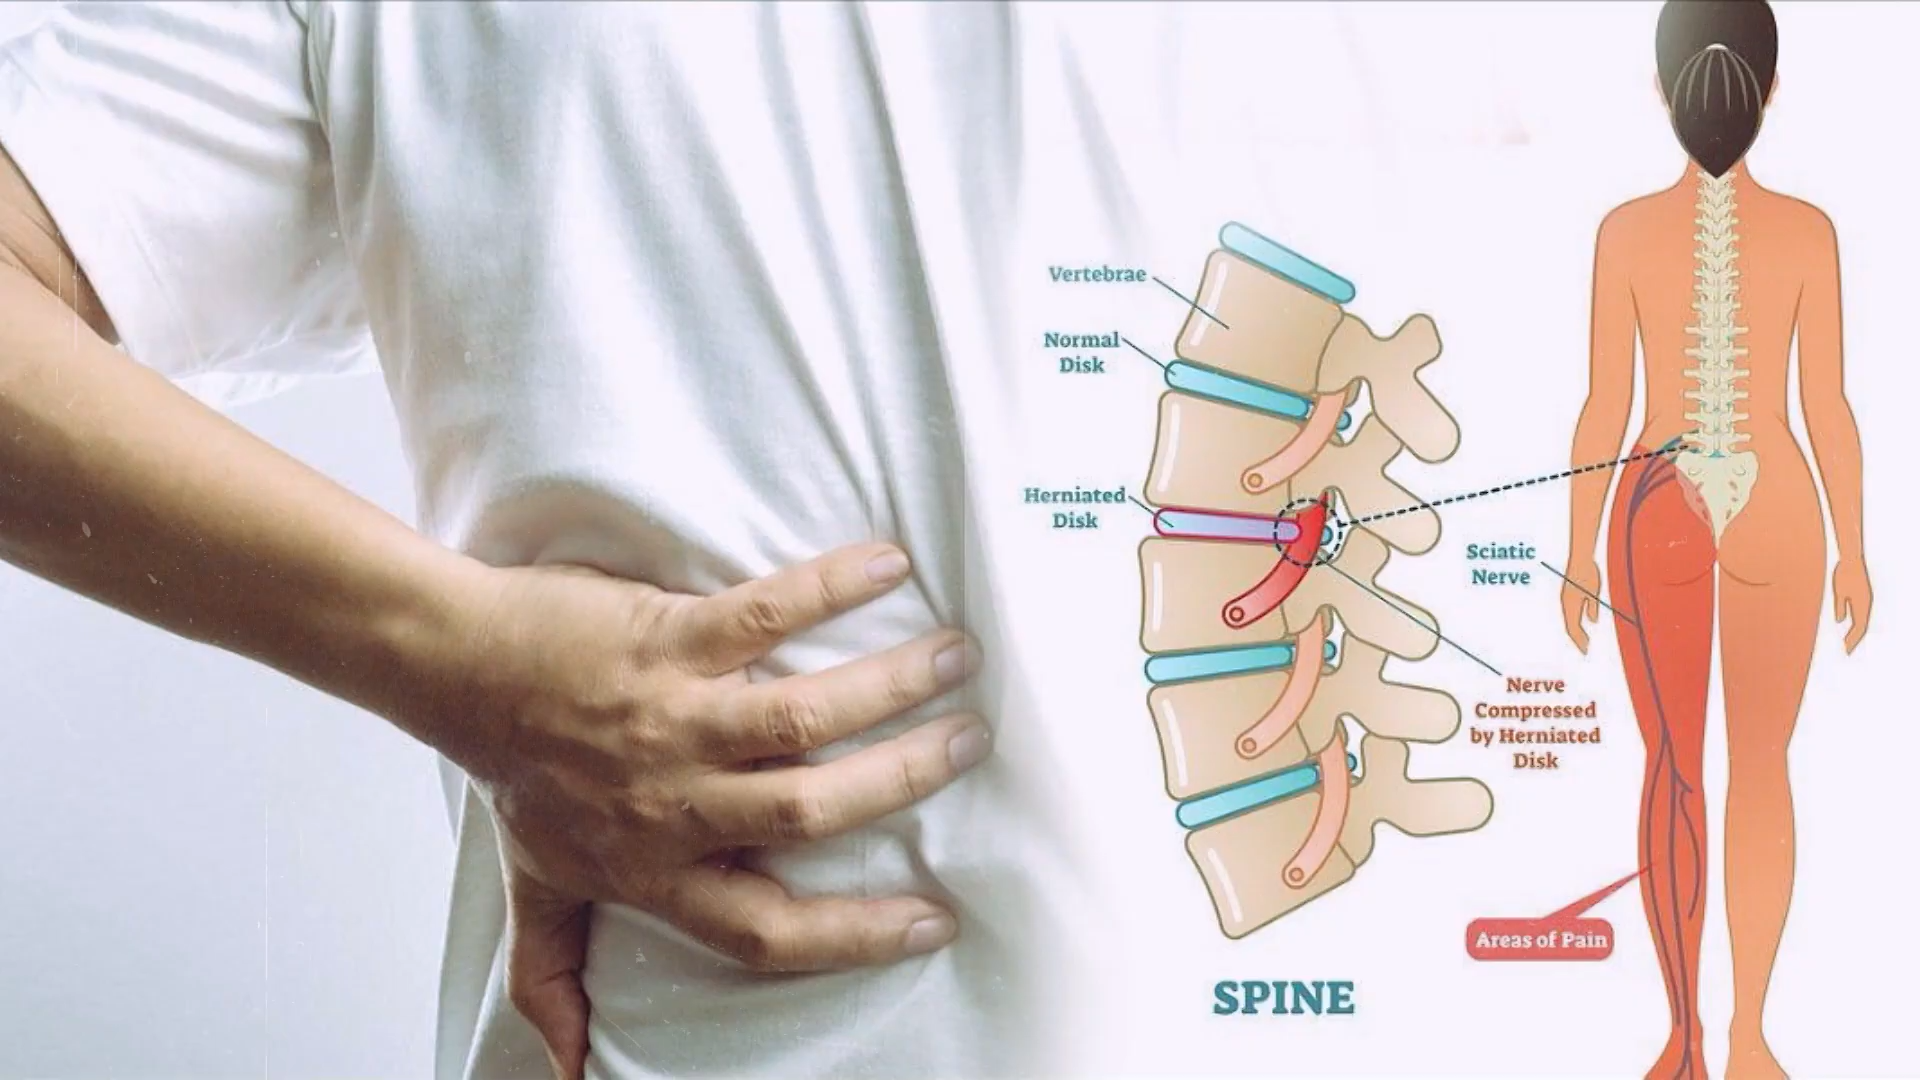 Vertebrae
Normal
Disk
Herniated
Disk
Sciatic
Nerve
Nerve
Compressed
by Herniated
Disk
Areas of Pain
SPINE